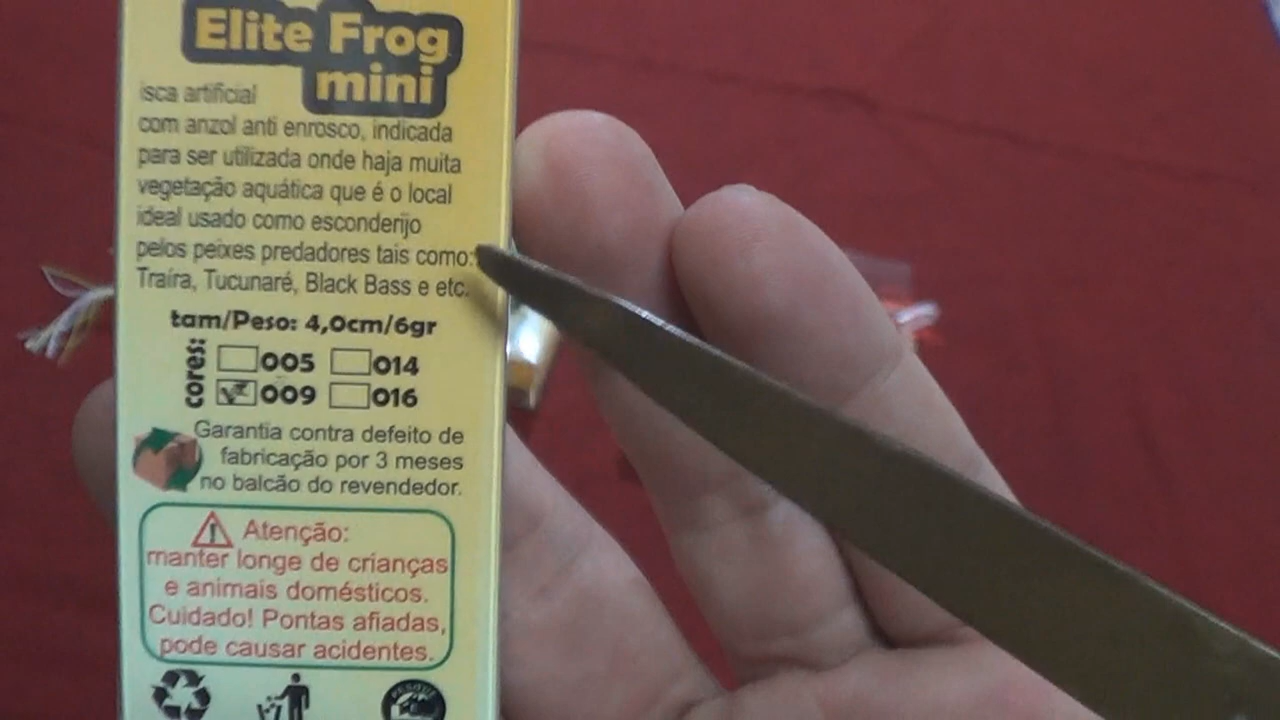 Elite Frog
mini
isca artificial
com anzol anti enrosco, indicada
para ser utilizada onde haja muita
vegetação aquática que é o local
ideal usado como esconderijo
pelos peixes predadores tais como:
Traíra, Tucunaré, Black Bass e etc.
tam/Peso: 4,0cm/6gr
cores:
005 014
009 016
Garantia contra defeito de
fabricação por 3 meses
no balcão do revendedor.
Atenção:
manter longe de crianças
e animais domésticos.
Cuidado! Pontas afiadas,
pode causar acidentes.